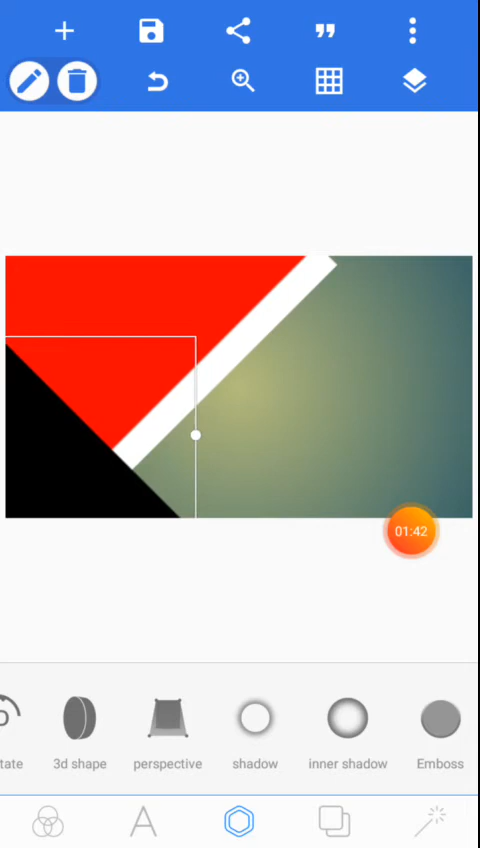 01:42
tate
3d shape
perspective
shadow
inner shadow
Emboss